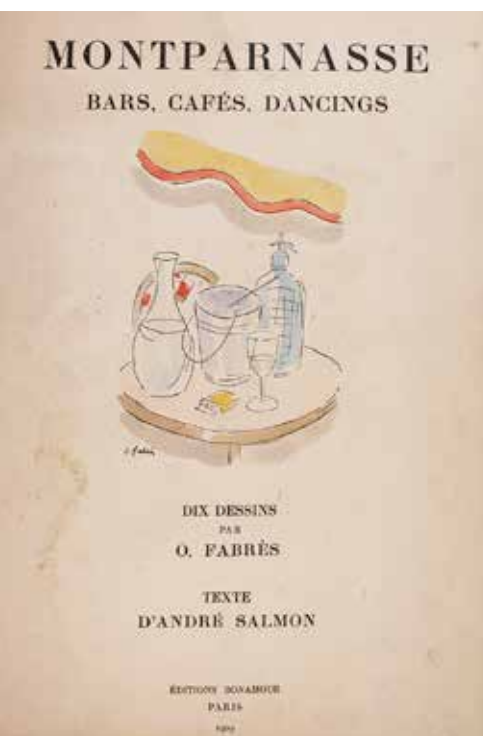 MONTPARNASSE
BARS, CAFÉS, DANCINGS
DIX DESSINS
PAR
O. FABRÈS
TEXTE
D'ANDRÉ SALMON
ÉDITIONS BONAMOUR
PARIS